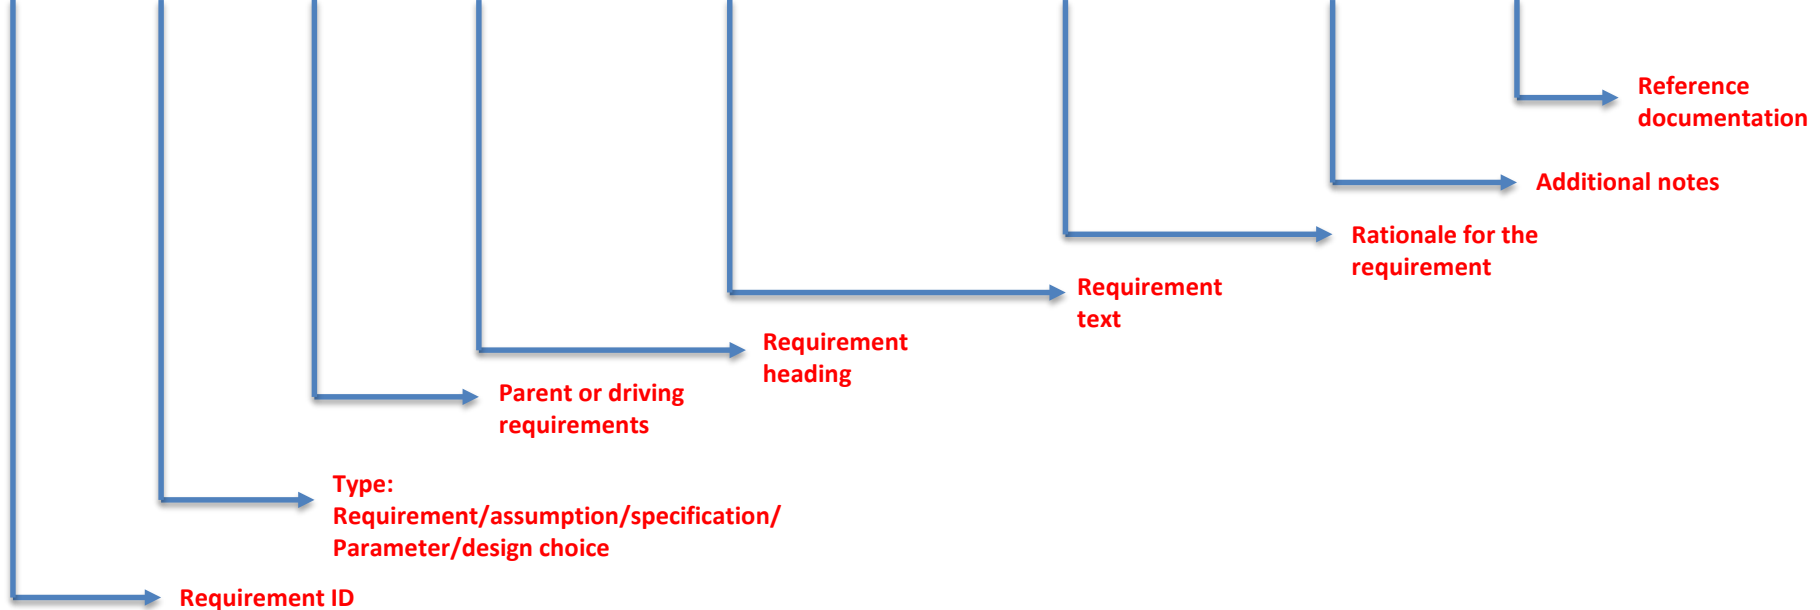 Reference
documentation
Additional notes
Rationale for the
requirement
Requirement
text
Requirement
heading
Parent or driving
requirements
Type:
Requirement/assumption/specification/
Parameter/design choice
Requirement ID